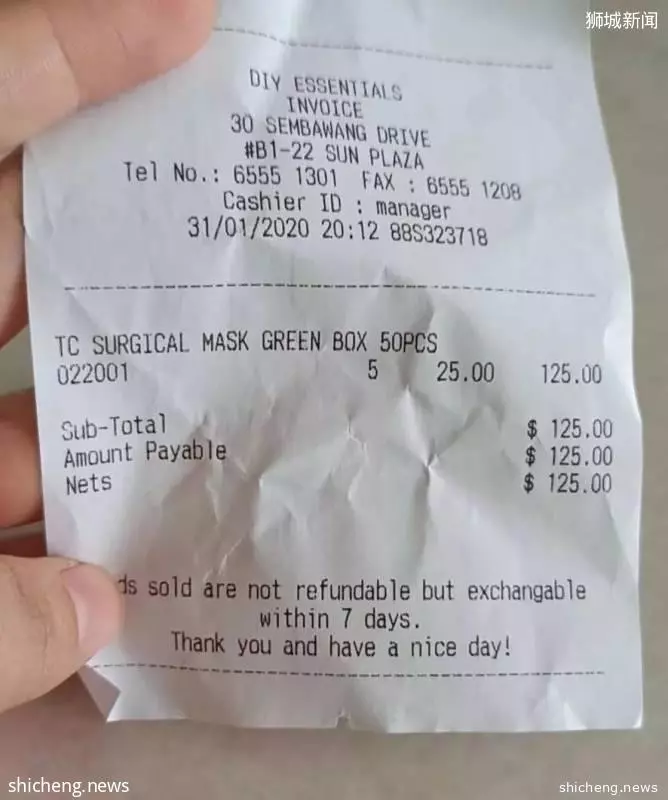 狮城新闻
DIY ESSENTIALS
INVOICE
30 SEMBAWANG DRIVE
#B1-22 SUN PLAZA
Tel No.: 6555 1301 FAX : 6555 1208
Cashier ID : manager
31/01/2020 20:12 88S323718
TC SURGICAL MASK GREEN BOX 50PCS
022001 5 25.00 125.00
Sub-Total $ 125.00
Amount Payable $ 125.00
Nets $ 125.00
sold are not refundable but exchangable
within 7 days.
Thank you and have a nice day!
shicheng.news
shicheng.news